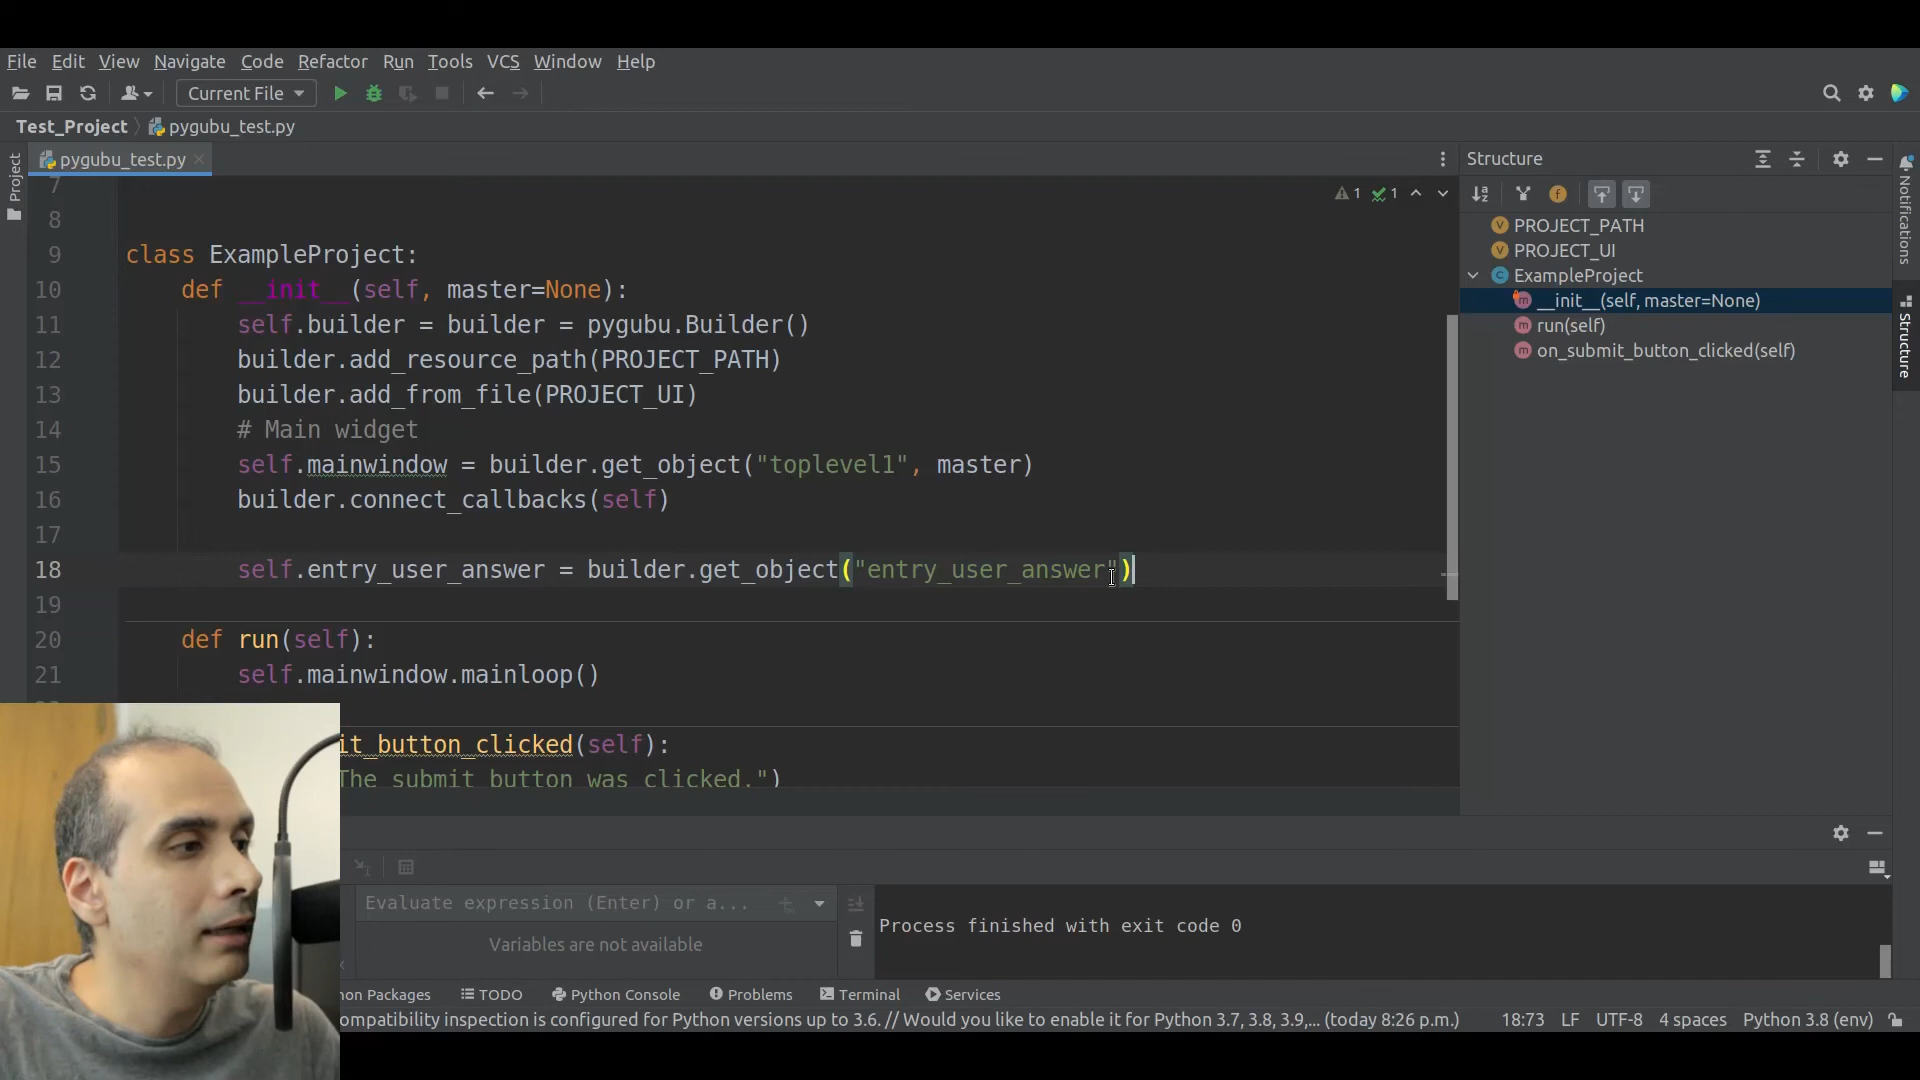 File Edit View Navigate Code Refactor Run Tools VCS Window Help
Current File
Test_Project pygubu_test.py
Project
pygubu_test.py
1 1
7
8
9 class ExampleProject:
10 def __init__(self, master=None):
11 self.builder = builder = pygubu.Builder()
12 builder.add_resource_path(PROJECT_PATH)
13 builder.add_from_file(PROJECT_UI)
14 # Main widget
15 self.mainwindow = builder.get_object("toplevel1", master)
16 builder.connect_callbacks(self)
17
18 self.entry_user_answer = builder.get_object("entry_user_answer")
19
20 def run(self):
21 self.mainwindow.mainloop()
it_button_clicked(self):
The submit button was clicked.")
Structure
PROJECT_PATH
PROJECT_UI
ExampleProject
__init__(self, master=None)
run(self)
on_submit_button_clicked(self)
Notifications
Structure
Evaluate expression (Enter) or a...
Variables are not available
Process finished with exit code 0
hon Packages TODO Python Console Problems Terminal Services
ompatibility inspection is configured for Python versions up to 3.6. // Would you like to enable it for Python 3.7, 3.8, 3.9,... (today 8:26 p.m.) 18:73 LF UTF-8 4 spaces Python 3.8 (env)